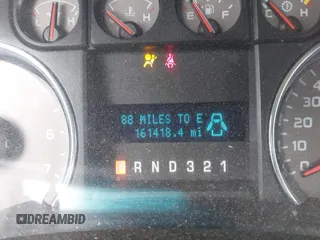 H
E F
H
88 MILES TO E
161418.4 mi
R N D 3 2 1
DREAMBID